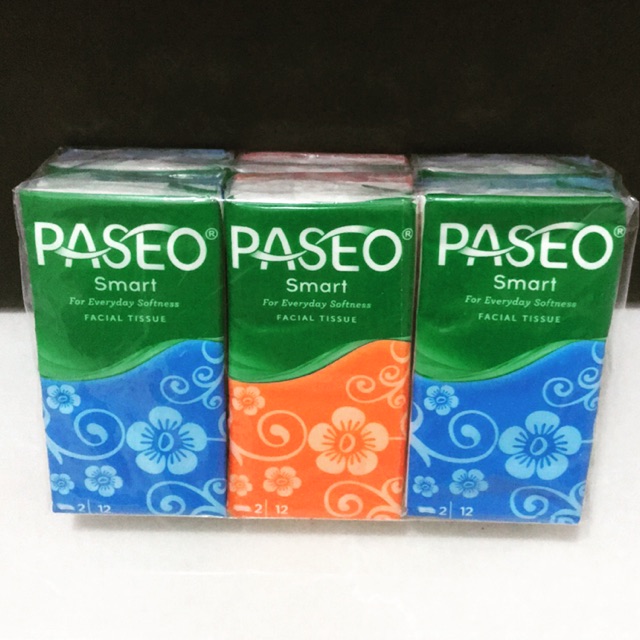 PASEO®
Smart
For Everyday Softness
FACIAL TISSUE
2 | 12
PASEO®
Smart
For Everyday Softness
FACIAL TISSUE
2 | 12
PASEO®
Smart
For Everyday Softness
FACIAL TISSUE
2 | 12